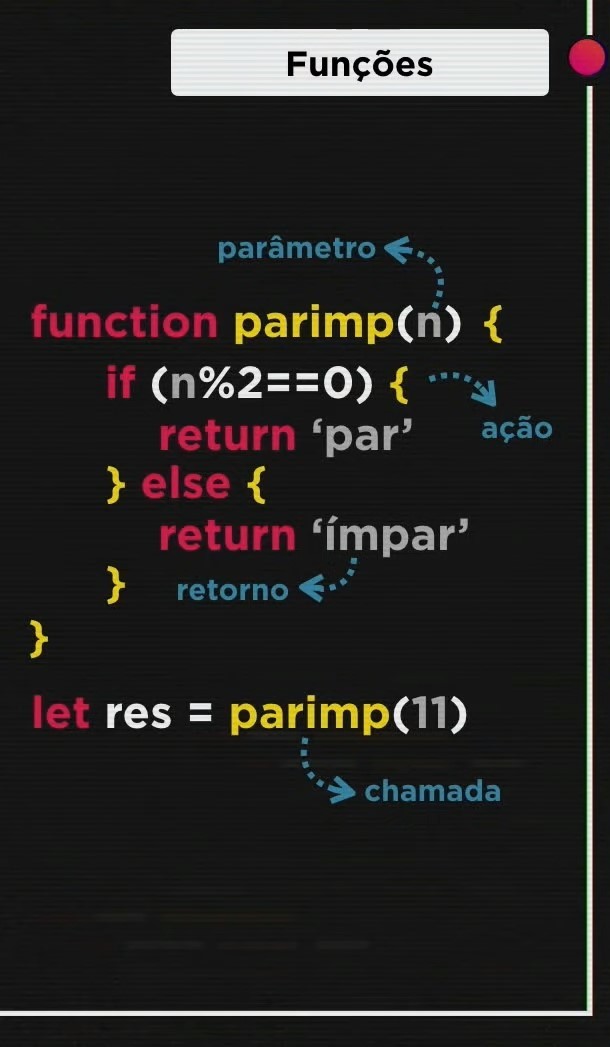 Funções
parâmetro
function parimp(n) {
if (n%2==0) {
ação
return ‘par’
} else {
return ‘ímpar’
}
retorno
}
let res = parimp(11)
chamada